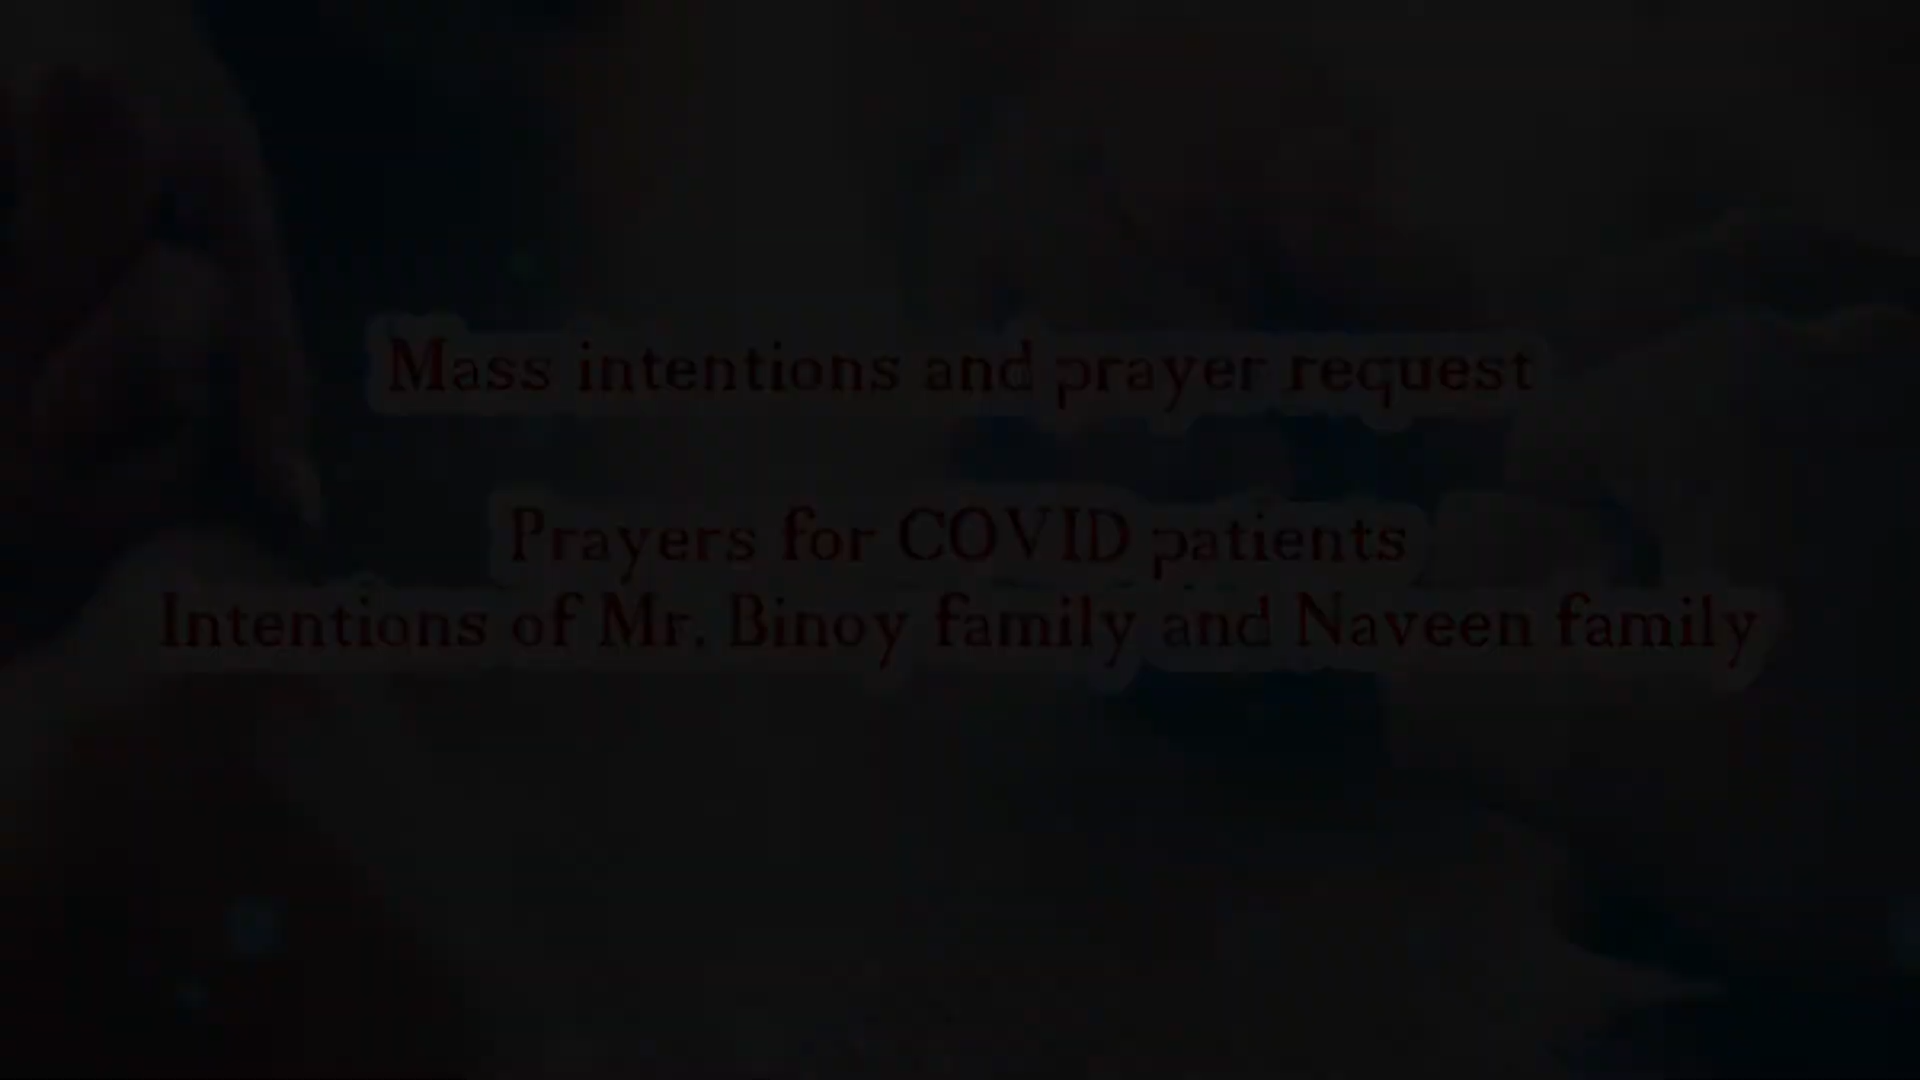 Mass intentions and prayer request
Prayers for COVID patients
Intentions of Mr. Binoy family and Naveen family